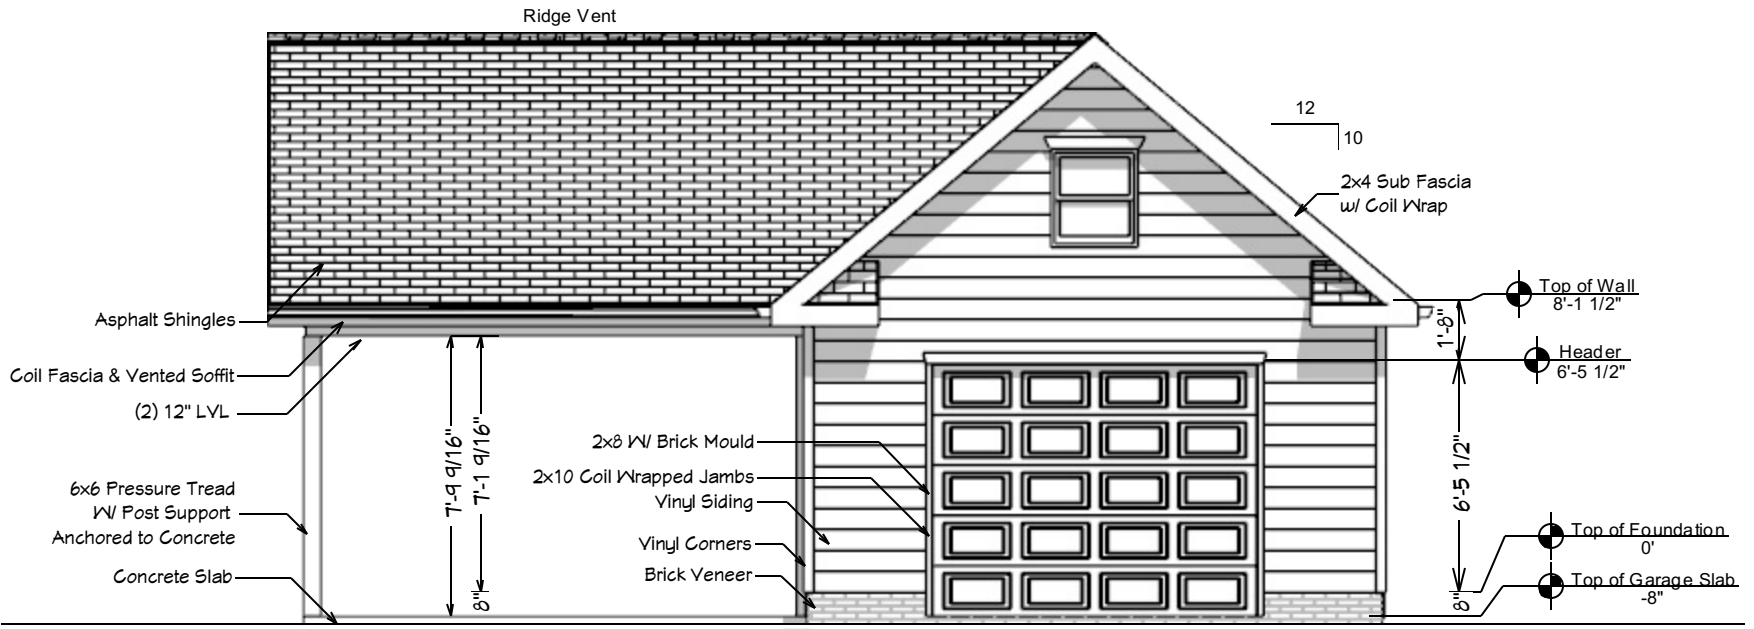 Ridge Vent
12
10
2x4 Sub Fascia
w/ Coil Wrap
Top of Wall
8'-1 1/2"
1'-8"
Header
6'-5 1/2"
Asphalt Shingles
Coil Fascia & Vented Soffit
(2) 12" LVL
6x6 Pressure Tread
W/ Post Support
Anchored to Concrete
Concrete Slab
7'-9 9/16"
7'-1 9/16"
8"
2x8 W/ Brick Mould
2x10 Coil Wrapped Jambs
Vinyl Siding
Vinyl Corners
Brick Veneer
6'-5 1/2"
8"
Top of Foundation
0'
Top of Garage Slab
-8"